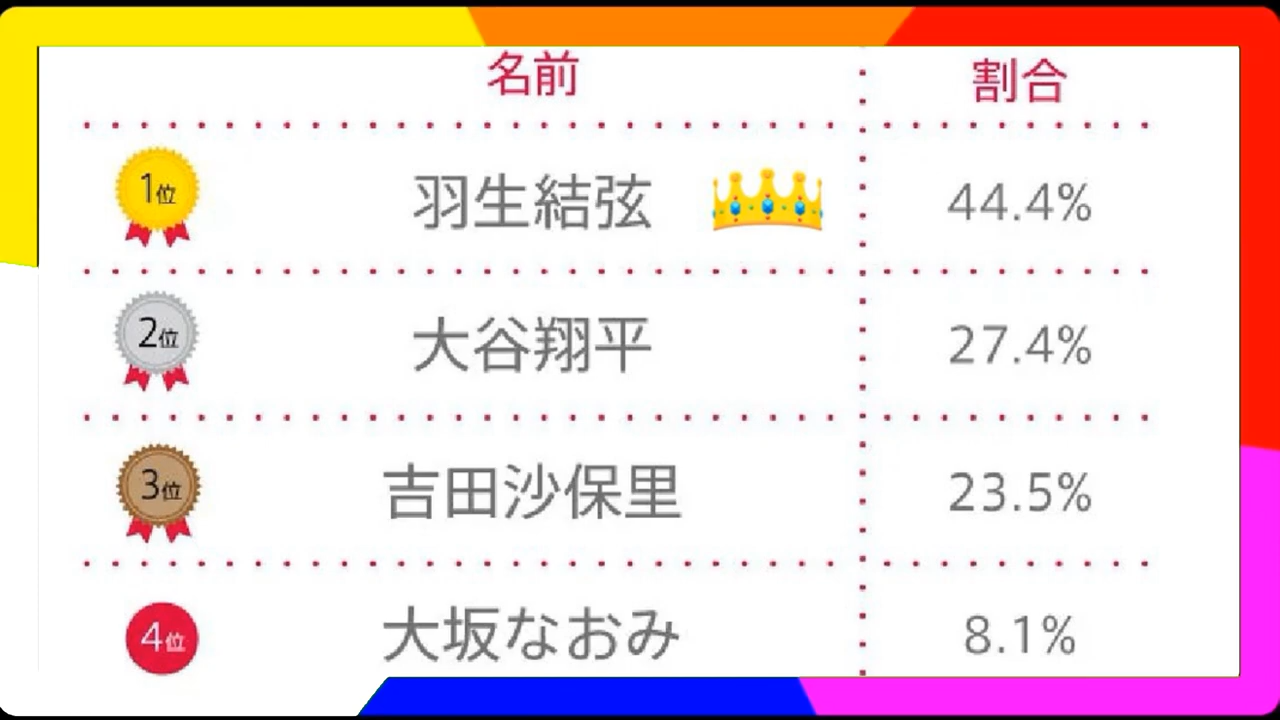 名前 割合
1位 羽生結弦 44.4%
2位 大谷翔平 27.4%
3位 吉田沙保里 23.5%
4位 大坂なおみ 8.1%